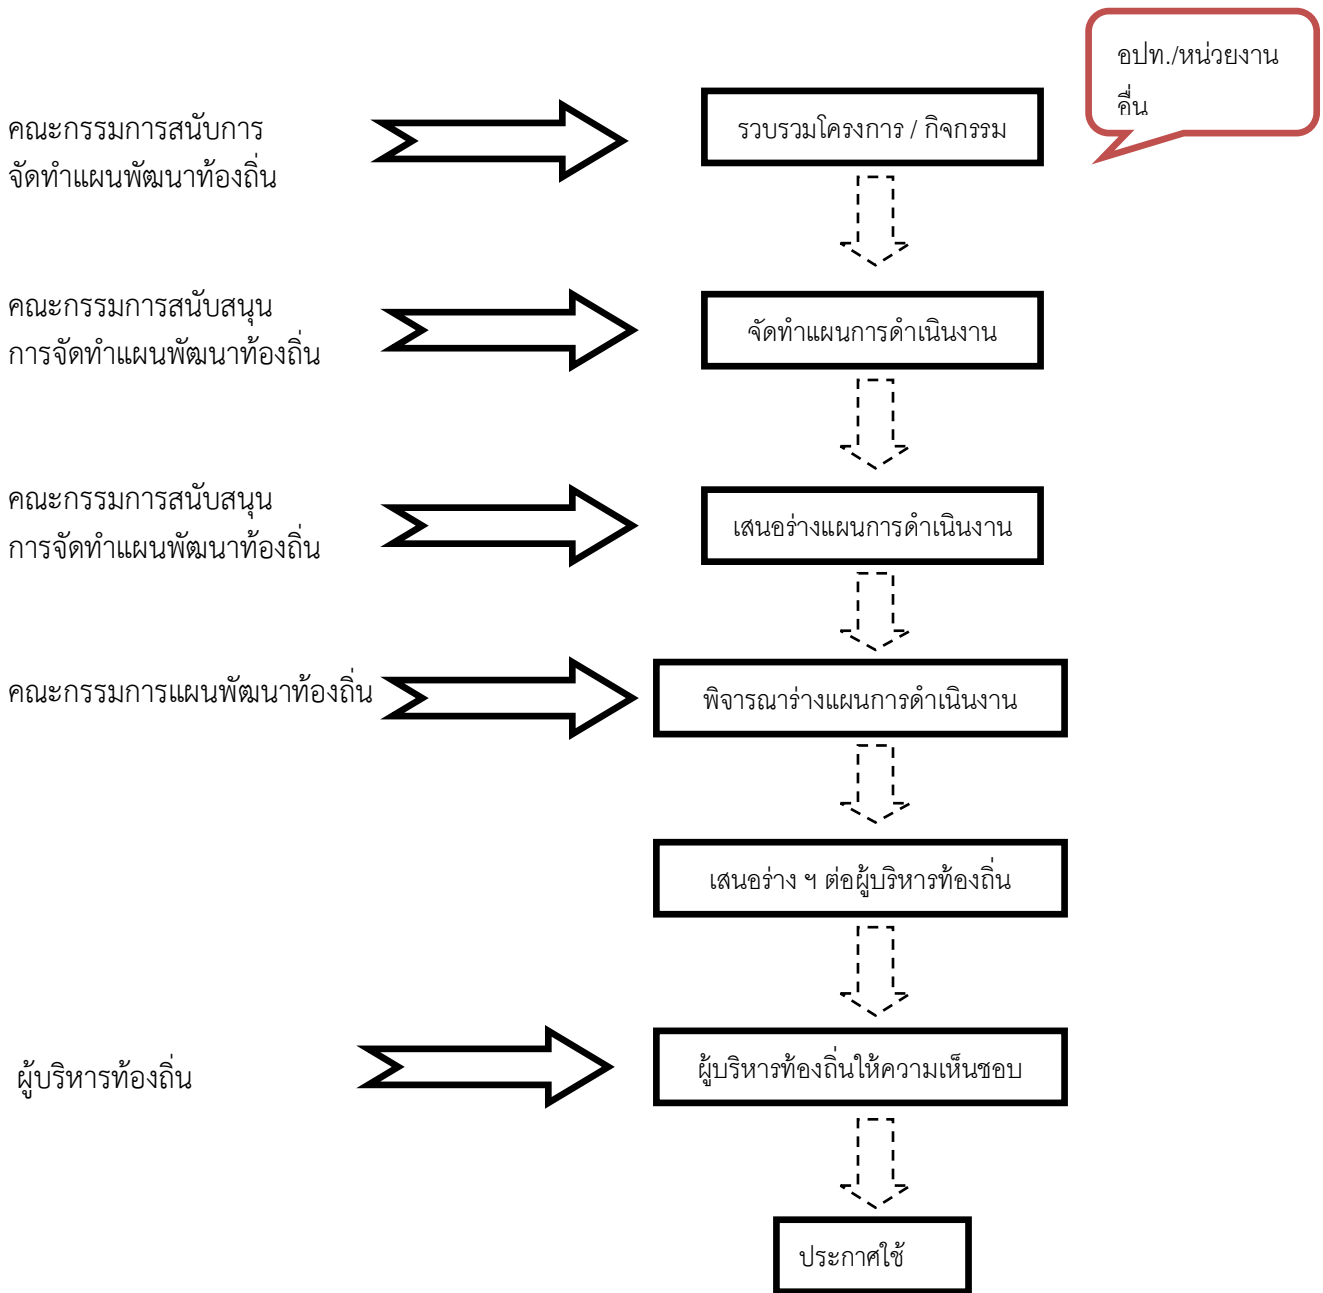 อปท./หน่วยงาน
อื่น
คณะกรรมการสนับการ
จัดทำแผนพัฒนาท้องถิ่น
รวบรวมโครงการ / กิจกรรม
คณะกรรมการสนับสนุน
การจัดทำแผนพัฒนาท้องถิ่น
จัดทำแผนการดำเนินงาน
คณะกรรมการสนับสนุน
การจัดทำแผนพัฒนาท้องถิ่น
เสนอร่างแผนการดำเนินงาน
คณะกรรมการแผนพัฒนาท้องถิ่น
พิจารณาร่างแผนการดำเนินงาน
เสนอร่าง ฯ ต่อผู้บริหารท้องถิ่น
ผู้บริหารท้องถิ่น
ผู้บริหารท้องถิ่นให้ความเห็นชอบ
ประกาศใช้